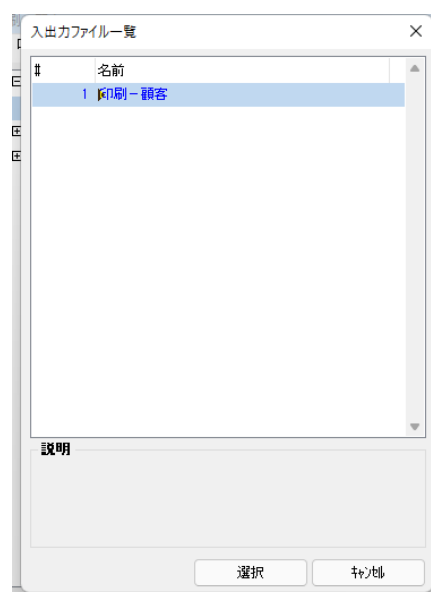 入出力ファイル一覧
# 名前
1 印刷－顧客
説明
選択 ｷｬﾝｾﾙ